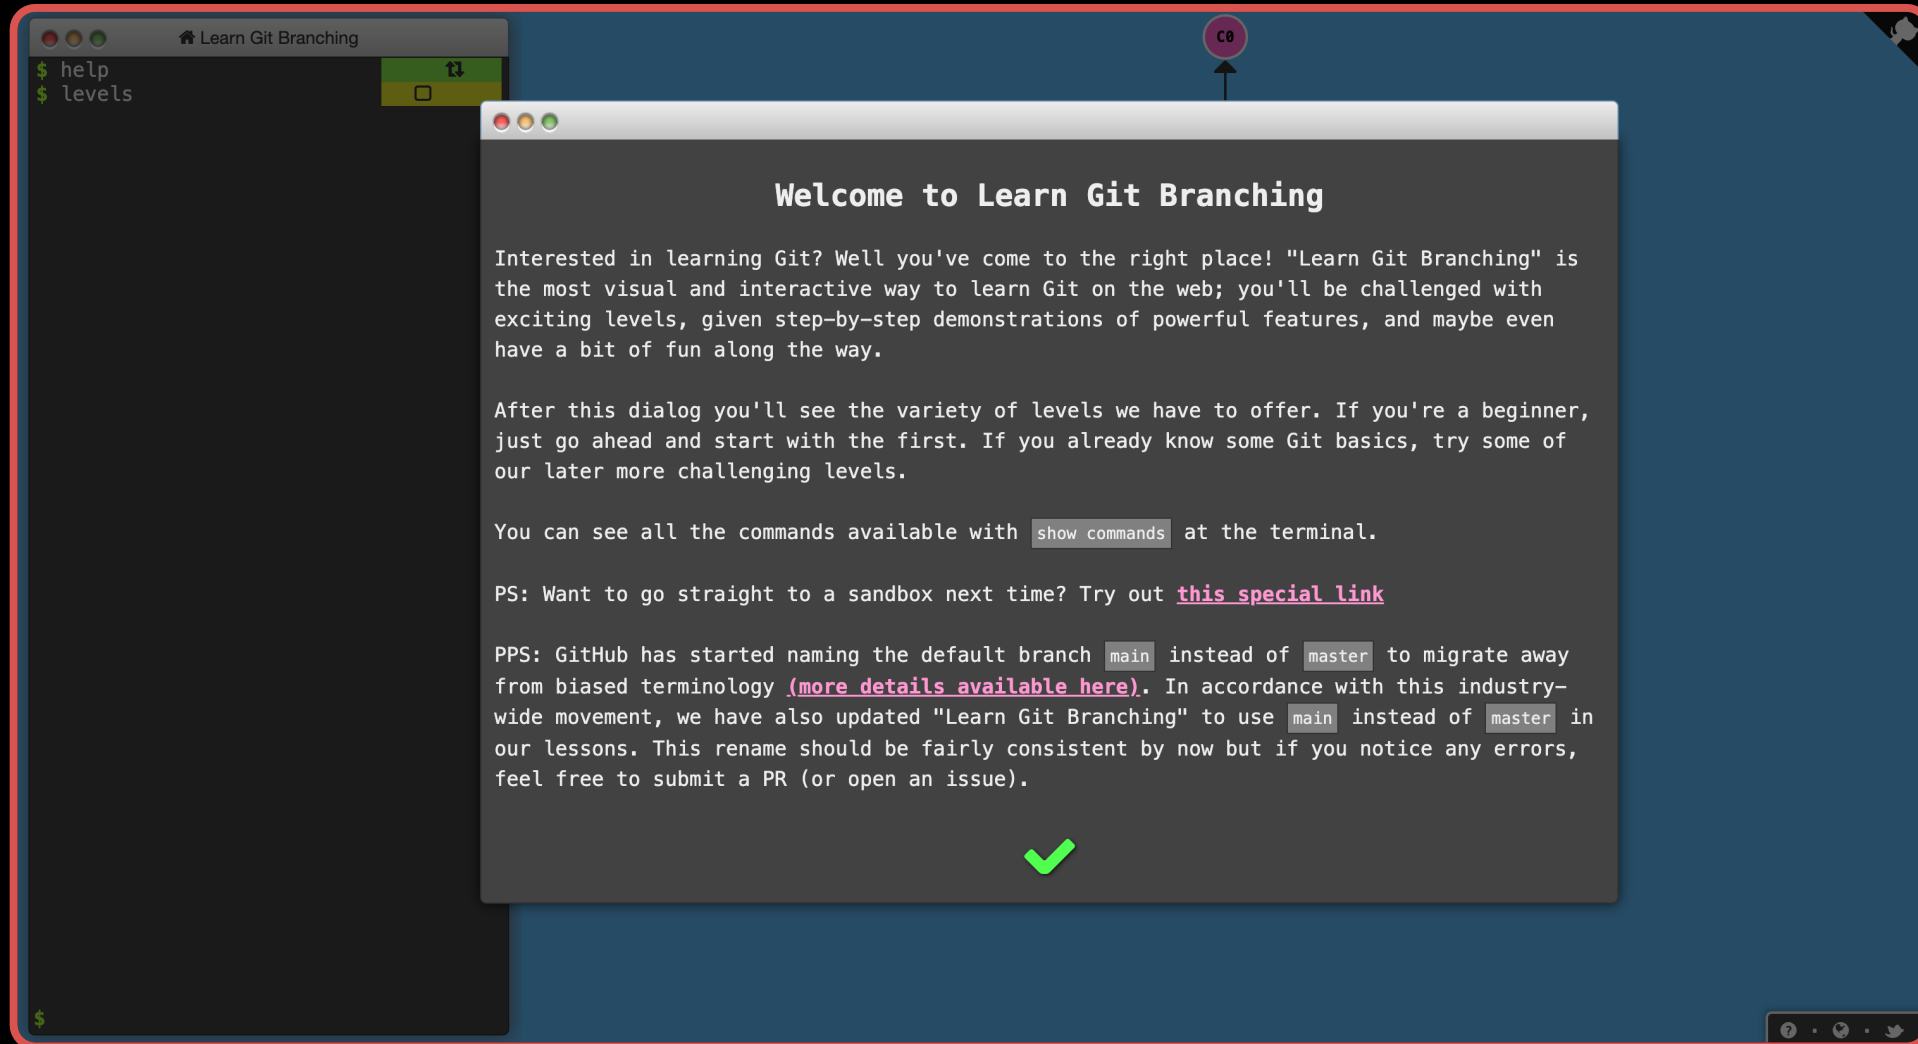 Learn Git Branching
$ help
$ levels
C0
Welcome to Learn Git Branching
Interested in learning Git? Well you've come to the right place! "Learn Git Branching" is
the most visual and interactive way to learn Git on the web; you'll be challenged with
exciting levels, given step-by-step demonstrations of powerful features, and maybe even
have a bit of fun along the way.
After this dialog you'll see the variety of levels we have to offer. If you're a beginner,
just go ahead and start with the first. If you already know some Git basics, try some of
our later more challenging levels.
You can see all the commands available with show commands at the terminal.
PS: Want to go straight to a sandbox next time? Try out this special link
PPS: GitHub has started naming the default branch main instead of master to migrate away
from biased terminology (more details available here). In accordance with this industry-
wide movement, we have also updated "Learn Git Branching" to use main instead of master in
our lessons. This rename should be fairly consistent by now but if you notice any errors,
feel free to submit a PR (or open an issue).
$